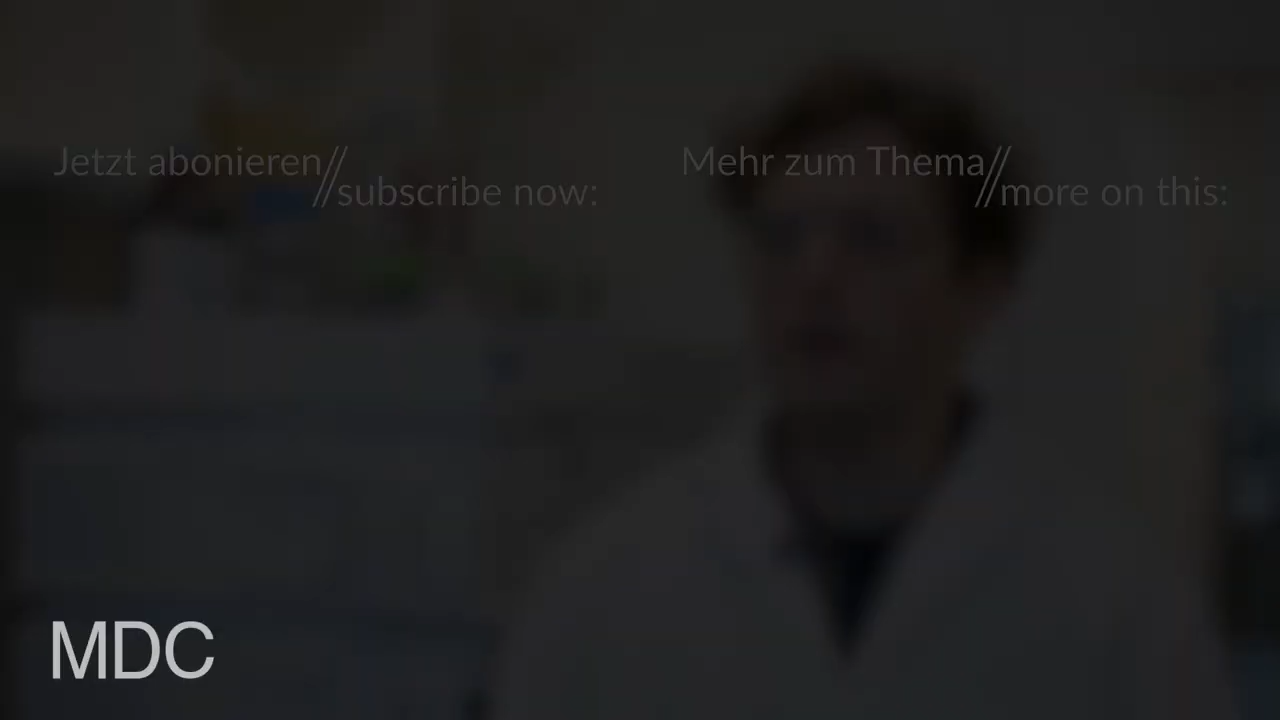 Jetzt abonieren//
subscribe now:
Mehr zum Thema//
more on this:
MDC